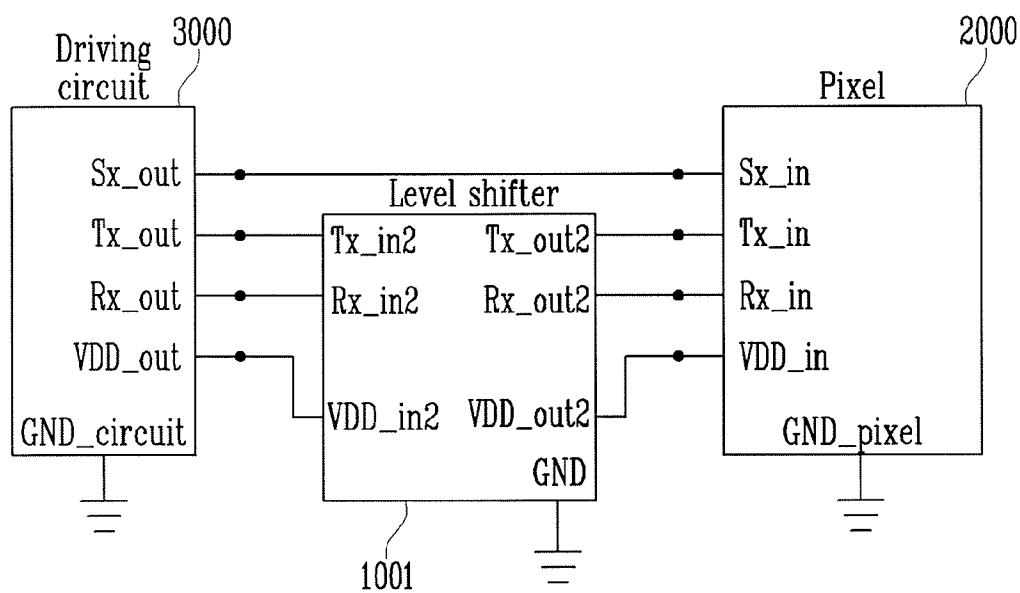 Driving
circuit
3000
Sx_out
Tx_out
Rx_out
VDD_out
GND_circuit
Level shifter
Tx_in2
Tx_out2
Rx_in2
Rx_out2
VDD_in2
VDD_out2
GND
1001
Pixel
2000
Sx_in
Tx_in
Rx_in
VDD_in
GND_pixel